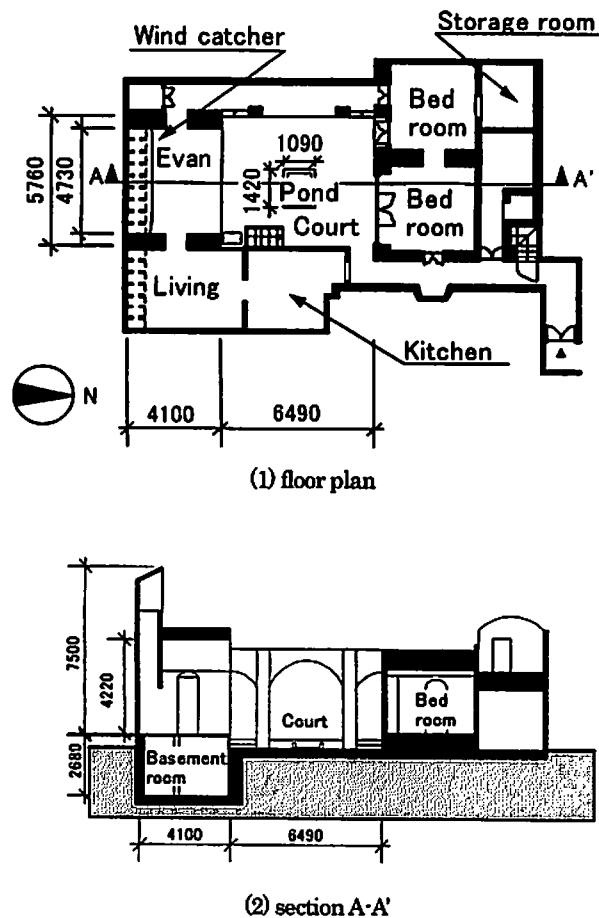 Wind catcher
Storage room
Bed
room
Evan
1090
5760
4730
A
1420
Pond
Court
Bed
room
A'
Living
Kitchen
N
4100
6490
(1) floor plan
7500
4220
2680
Court
Bed
room
Basement
room
4100
6490
(2) section A-A'